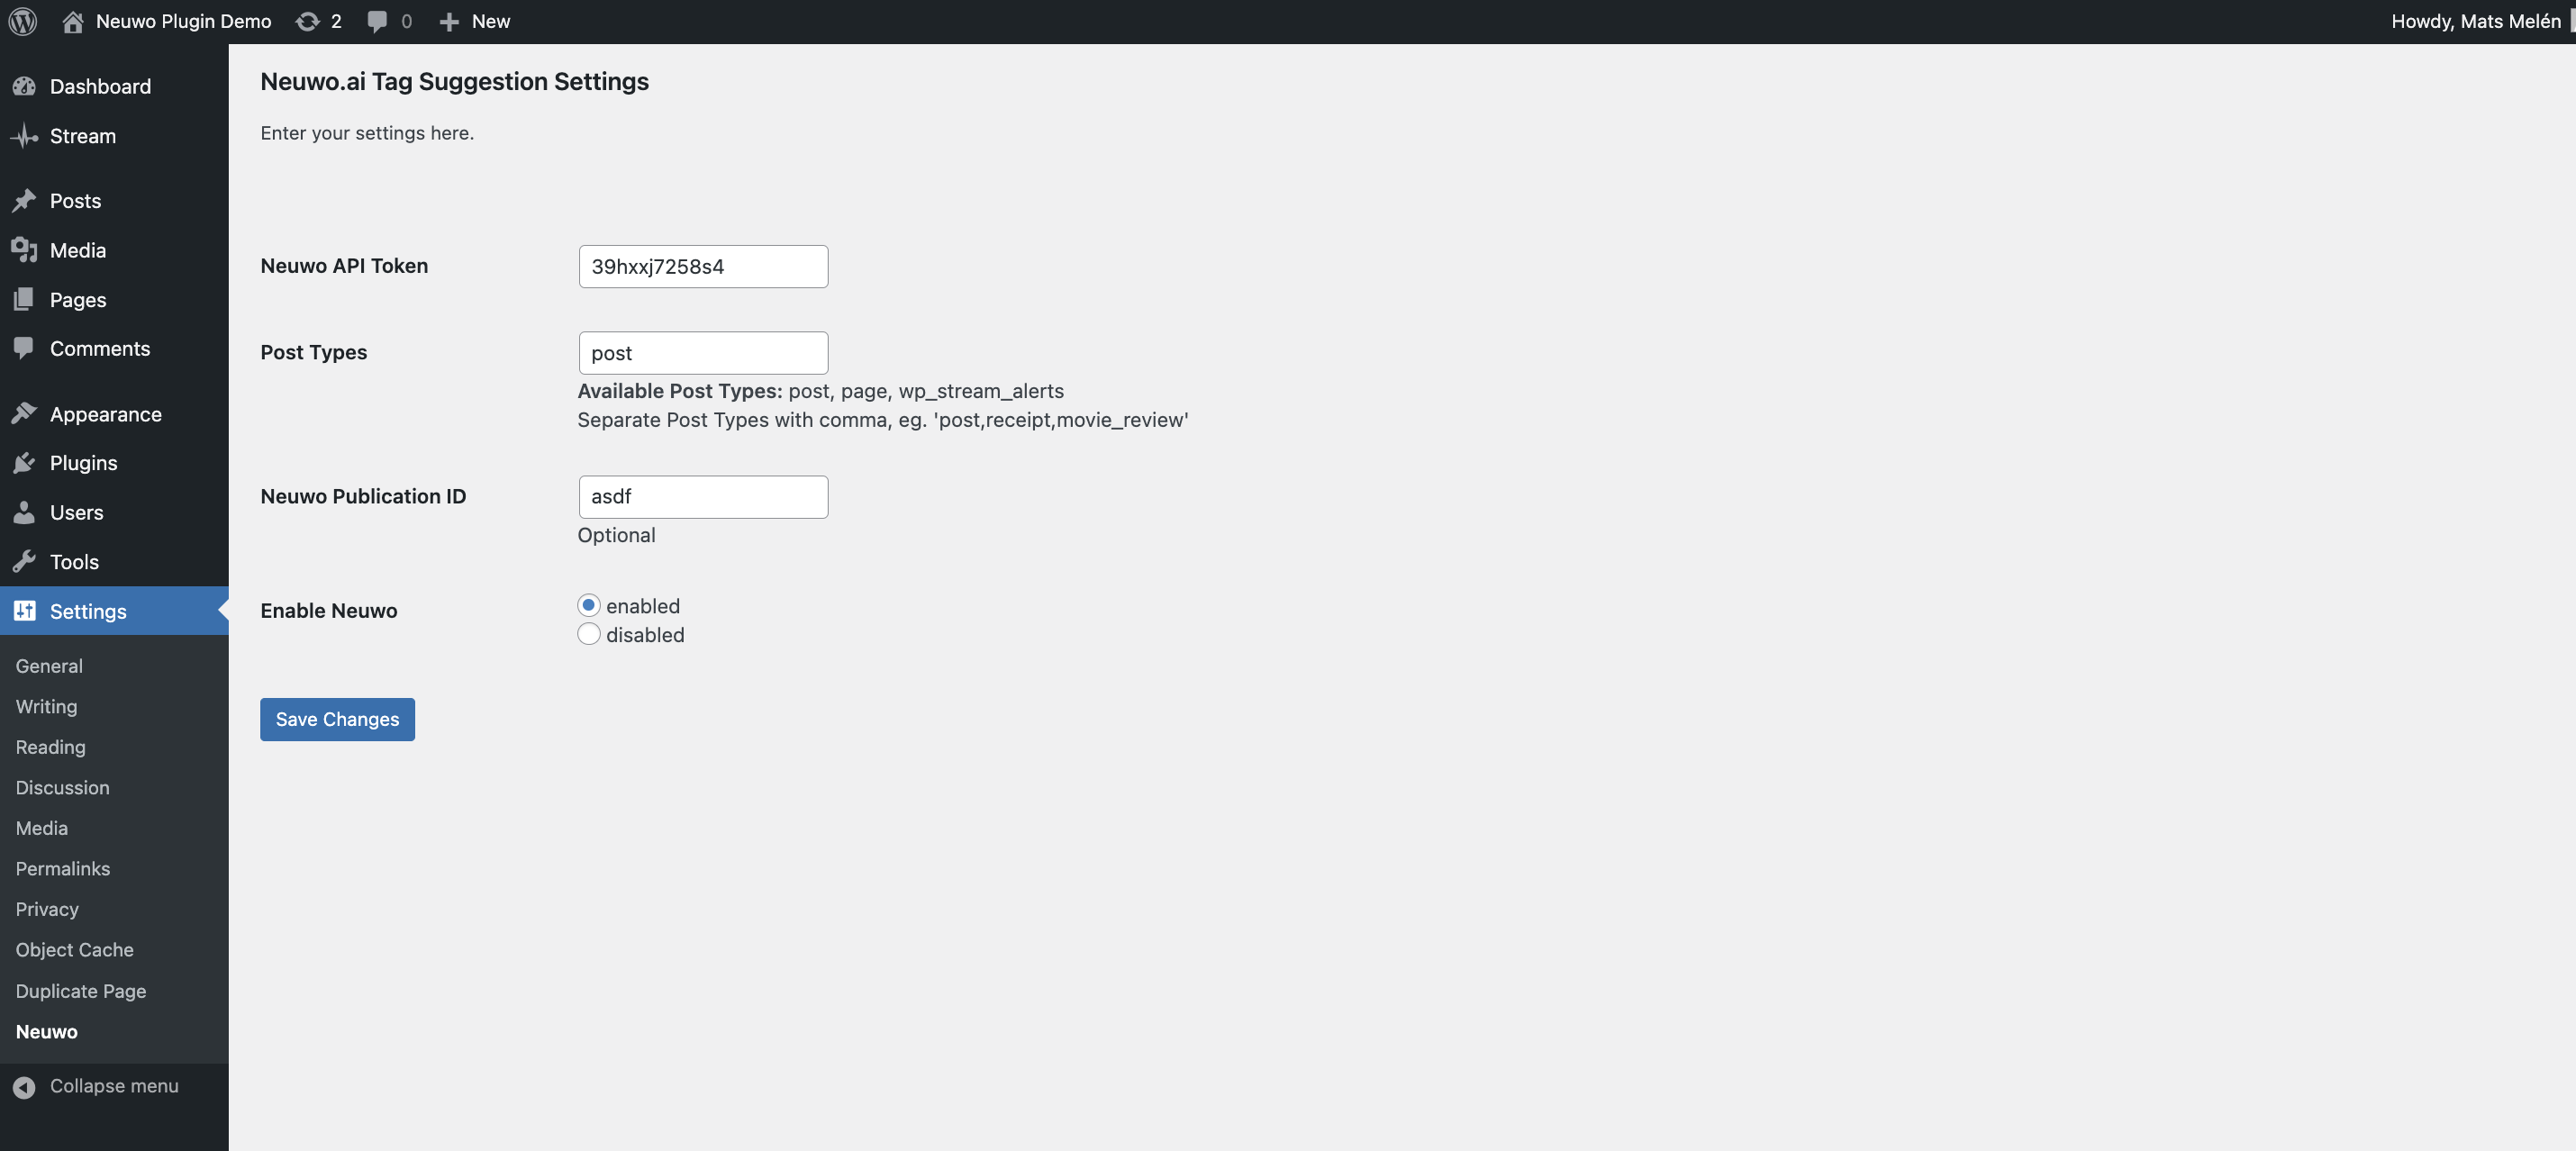 Neuwo Plugin Demo 2 0 New Howdy, Mats Melén
Dashboard
Stream
Posts
Media
Pages
Comments
Appearance
Plugins
Users
Tools
Settings
General
Writing
Reading
Discussion
Media
Permalinks
Privacy
Object Cache
Duplicate Page
Neuwo
Collapse menu
Neuwo.ai Tag Suggestion Settings
Enter your settings here.
Neuwo API Token 39hxxj7258s4
Post Types post
Available Post Types: post, page, wp_stream_alerts
Separate Post Types with comma, eg. 'post,receipt,movie_review'
Neuwo Publication ID asdf
Optional
Enable Neuwo enabled
disabled
Save Changes